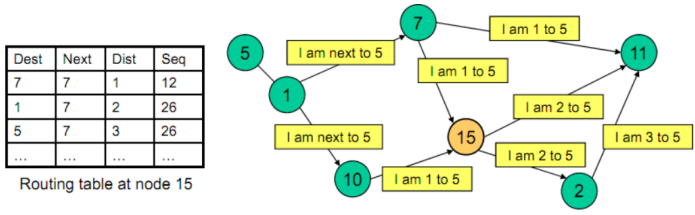 Dest Next Dist Seq
7 7 1 12
1 7 2 26
5 7 3 26
... ... ... ...
Routing table at node 15
5
7
11
1
15
10
2
I am next to 5
I am 1 to 5
I am 1 to 5
I am 2 to 5
I am next to 5
I am 3 to 5
I am 2 to 5
I am 1 to 5